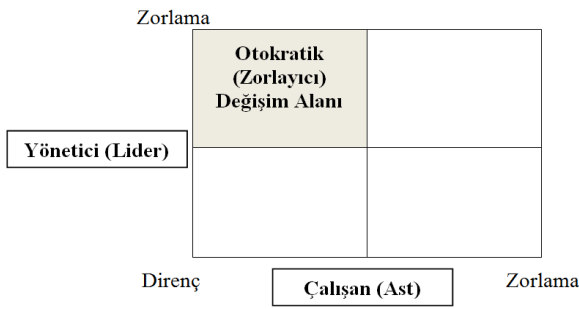 Zorlama
Otokratik
(Zorlayıcı)
Değişim Alanı
Yönetici (Lider)
Direnç
Çalışan (Ast)
Zorlama